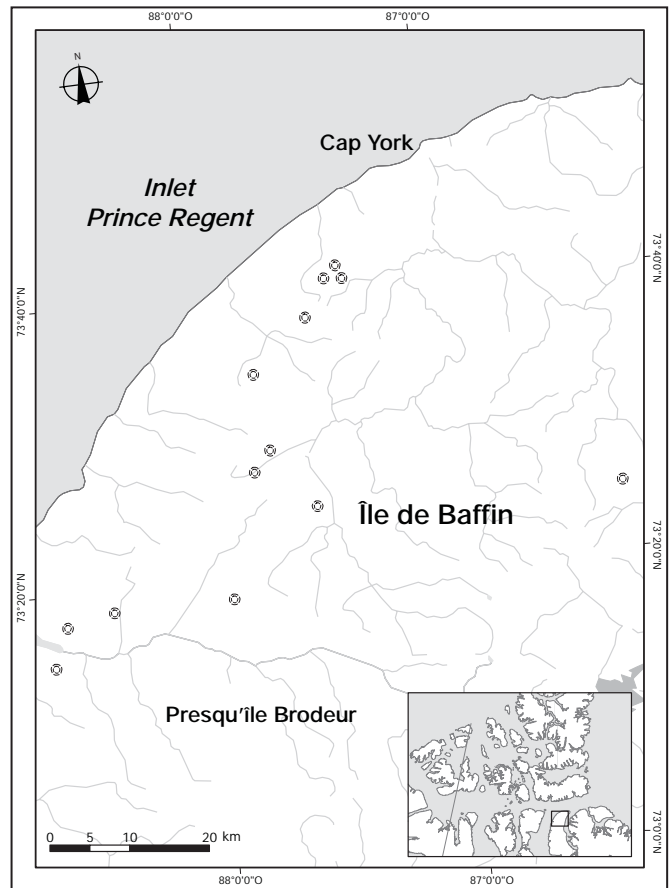 88°0'0"O
87°0'0"O
N
Cap York
Inlet
Prince Regent
73°40'0"N
73°40'0"N
Île de Baffin
73°20'0"N
73°20'0"N
Presqu'île Brodeur
0 5 10 20 km
73°0'0"N
88°0'0"O
87°0'0"O